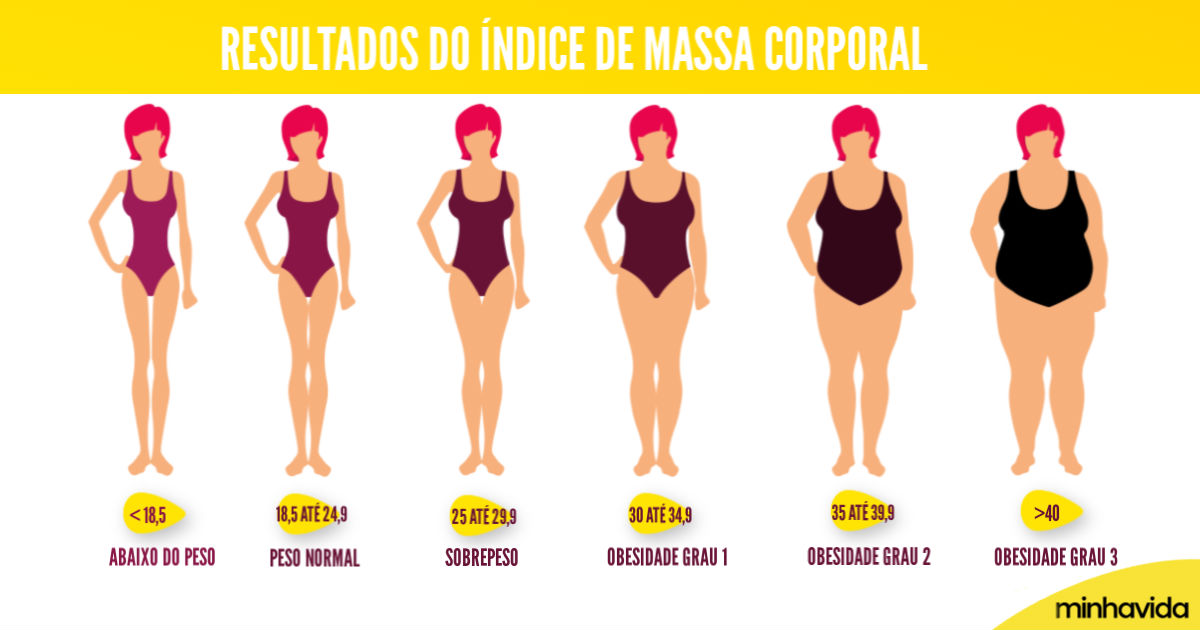 RESULTADOS DO ÍNDICE DE MASSA CORPORAL
< 18,5
18,5 ATÉ 24,9
25 ATÉ 29,9
30 ATÉ 34,9
35 ATÉ 39,9
>40
ABAIXO DO PESO
PESO NORMAL
SOBREPESO
OBESIDADE GRAU 1
OBESIDADE GRAU 2
OBESIDADE GRAU 3
minhavida